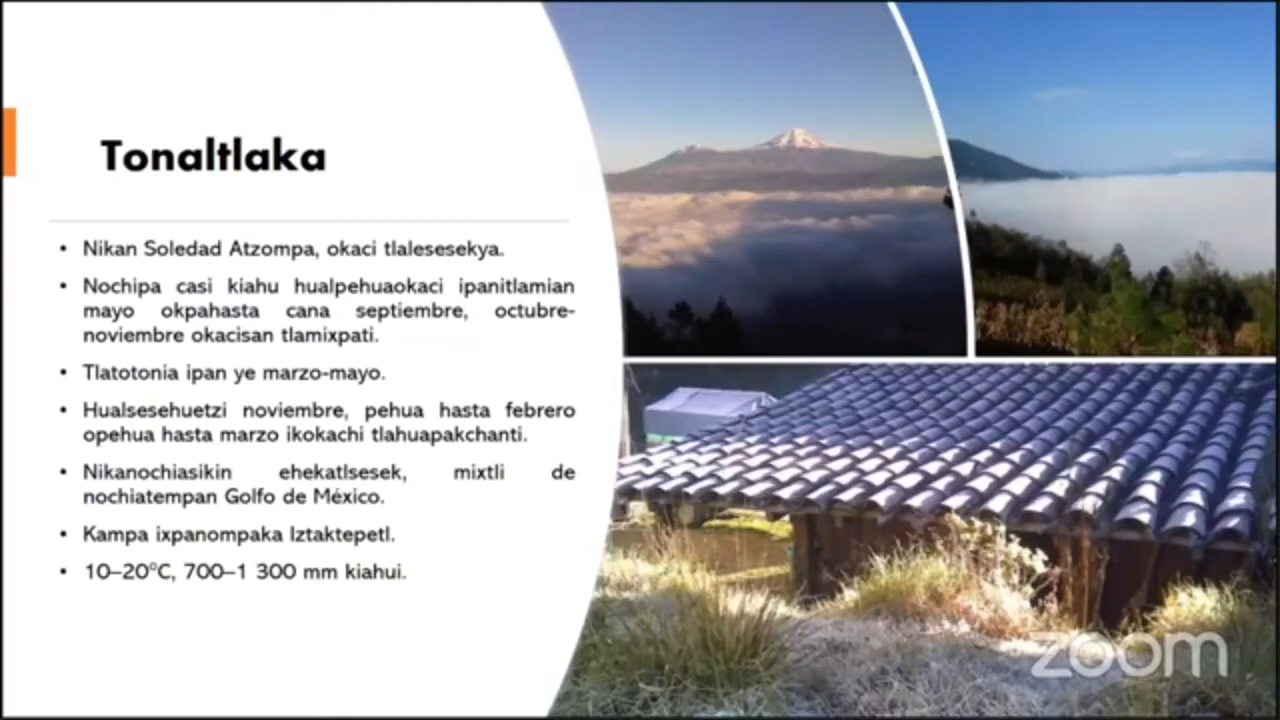 Tonaltlaka
• Nikan Soledad Atzompa, okaci tlalesesekya.
• Nochipa casi kiahu hualpehuaokaci ipanitlamian
mayo okpahasta cana septiembre, octubre-
noviembre okacisan tlamixpati.
• Tlatotonia ipan ye marzo-mayo.
• Hualsesehuetzi noviembre, pehua hasta febrero
opehua hasta marzo ikokachi tlahuapakchanti.
• Nikanochiasikin ehekatlsesek, mixtli de
nochiatempan Golfo de México.
• Kampa ixpanompaka Iztaktepetl.
• 10–20°C, 700–1 300 mm kiahui.
zoom